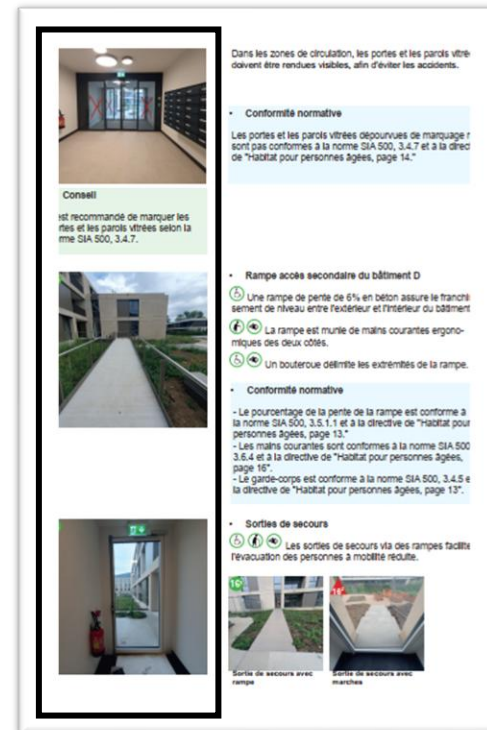 Dans les zones de circulation, les portes et les parois vitré
doivent être rendues visibles, afin d'éviter les accidents.
• Conformité normative
Les portes et les parois vitrées dépourvues de marquage
sont pas conformes à la norme SIA 500, 3.4.7 et à la direc
de "Habitat pour personnes âgées, page 14."
Conseil
est recommandé de marquer les
rtes et les parois vitrées selon la
rme SIA 500, 3.4.7.
• Rampe accès secondaire du bâtiment D
Une rampe de pente de 6% en béton assure le franchi
sement de niveau entre l'extérieur et l'intérieur du bâtiment
La rampe est munie de mains courantes ergono-
miques des deux côtés.
Un bouteroue délimite les extrémités de la rampe.
• Conformité normative
- Le pourcentage de la pente de la rampe est conforme à
la norme SIA 500, 3.5.1.1 et à la directive de "Habitat pour
personnes âgées, page 13."
- Les mains courantes sont conformes à la norme SIA 500
3.6.4 et à la directive de "Habitat pour personnes âgées,
page 16".
- Le garde-corps est conforme à la norme SIA 500, 3.4.5 e
la directive de "Habitat pour personnes âgées, page 13".
• Sorties de secours
Les sorties de secours via des rampes facilite
l'évacuation des personnes à mobilité réduite.
16
Sortie de secours avec
rampe
Sortie de secours avec
marches